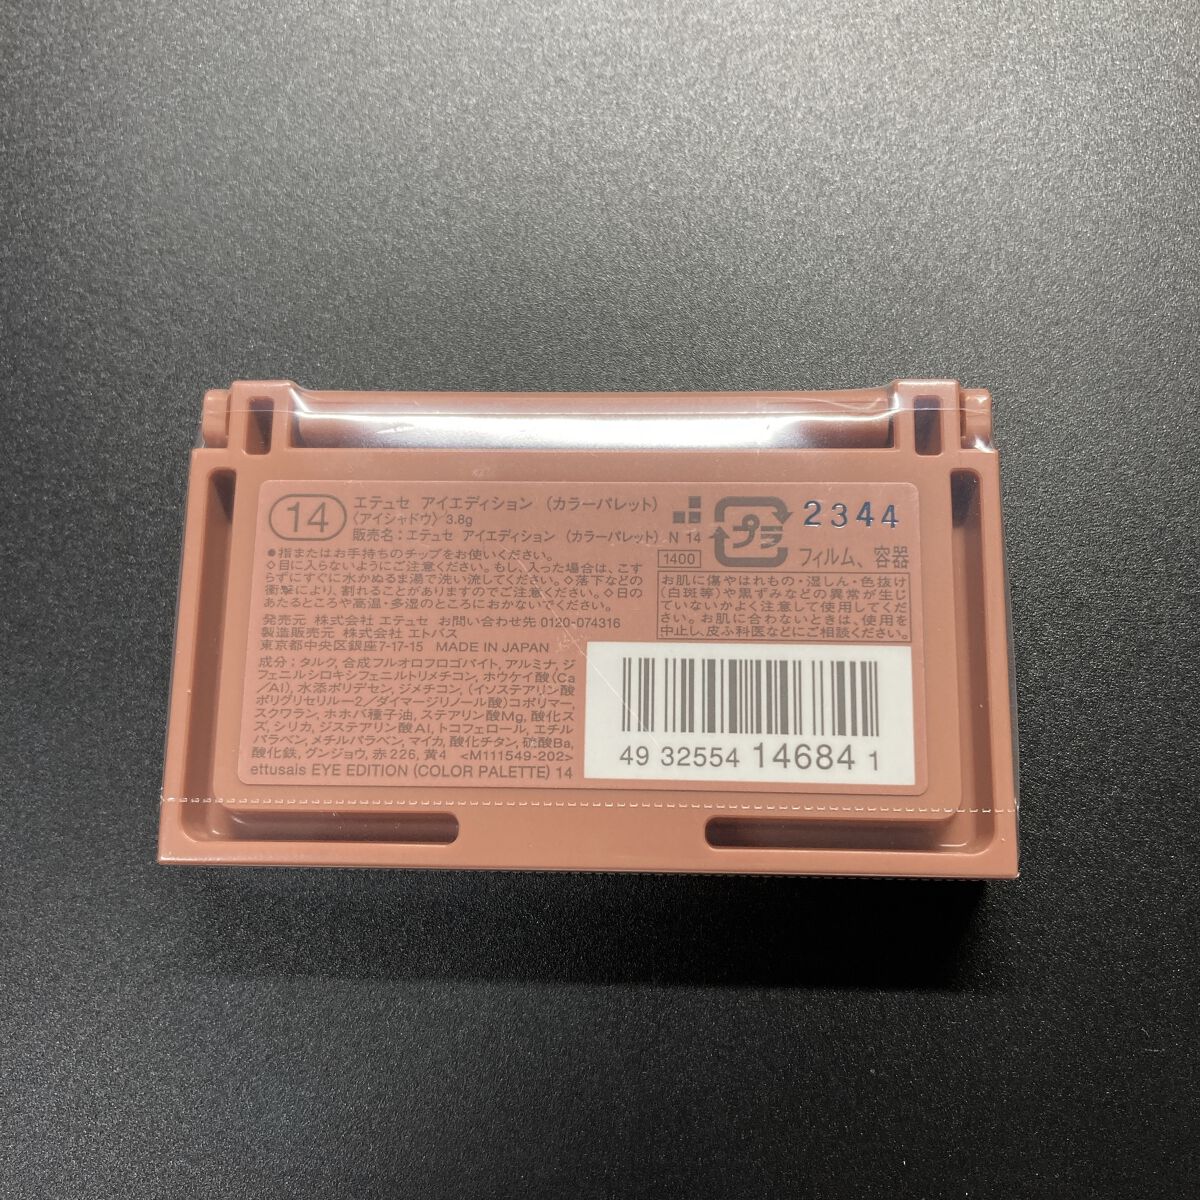 14
エテュセ アイエディション（カラーパレット）
〈アイシャドウ〉3.8g
販売名：エテュセ アイエディション（カラーパレット）N 14
●指またはお手持ちのチップをお使いください。
◇目に入らないようにご注意ください。もし、入った場合は、こす
らずにすぐに水かぬるま湯で洗い流してください。◇落下などの
衝撃により、割れることがありますのでご注意ください。◇日の
あたるところや高温・多湿のところにおかないでください。
発売元 株式会社 エテュセ お問い合わせ先 0120-074316
製造販売元 株式会社 エトバス
東京都中央区銀座7-17-15 MADE IN JAPAN
成分：タルク, 合成フルオロフロゴパイト, アルミナ, ジ
フェニルシロキシフェニルトリメチコン, ホウケイ酸(Ca
／Al), 水添ポリデセン, ジメチコン, (イソステアリン酸
ポリグリセリルー2／ダイマージリノール酸)コポリマー,
スクワラン, ホホバ種子油, ステアリン酸Mg, 酸化ス
ズ, シリカ, ジステアリン酸Al, トコフェロール, エチル
パラベン, メチルパラベン, マイカ, 酸化チタン, 硫酸Ba,
酸化鉄, グンジョウ, 赤226, 黄4 <M111549-202>
ettusais EYE EDITION (COLOR PALETTE) 14
プラ
2344
フィルム、容器
1400
お肌に傷やはれもの・湿しん・色抜け
(白斑等)や黒ずみなどの異常が生じ
ていないかよく注意して使用してくだ
さい。お肌に合わないときは、使用を
中止し、皮ふ科医などにご相談ください。
49 32554 14684 1